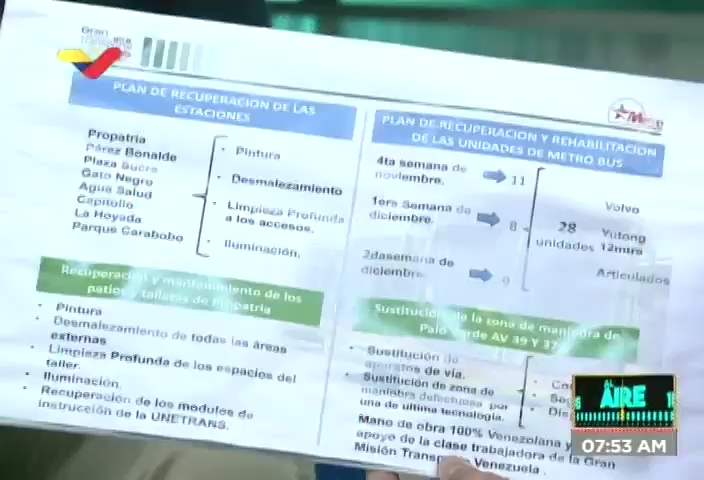 Gran
PLAN DE RECUPERACION DE LAS
ESTACIONES
Propatria
Pérez Bonalde
Plaza Sucre
Gato Negro
Agua Salud
Capitolio
La Hoyada
Parque Carabobo
• Pintura
• Desmalezamiento
• Limpieza Profunda
a los accesos.
• Iluminación.
PLAN DE RECUPERACION Y REHABILITACION
DE LAS UNIDADES DE METRO BUS
4ta semana de
noviembre.
11
1era Semana de
diciembre.
8
2da semana de
diciembre.
9
28
unidades
Volvo
Yutong
12mtrs
Articulados
Recuperación y mantenimiento de los
patios y talleres de Propatria
• Pintura
• Desmalezamiento de todas las áreas
externas
• Limpieza Profunda de los espacios del
taller.
• Iluminación.
• Recuperación de los modulos de
instrucción de la UNETRANS.
Sustitución de la zona de maniobra de
Palo Verde AV 39 Y 37
• Sustitución de
aparatos de vía.
• Sustitución de zona de
maniobra defectuosa por
una de ultima tecnología.
Mano de obra 100% Venezolana y
apoyo de la clase trabajadora de la Gran
Misión Venezuela.
AL
AIRE
07:53 AM